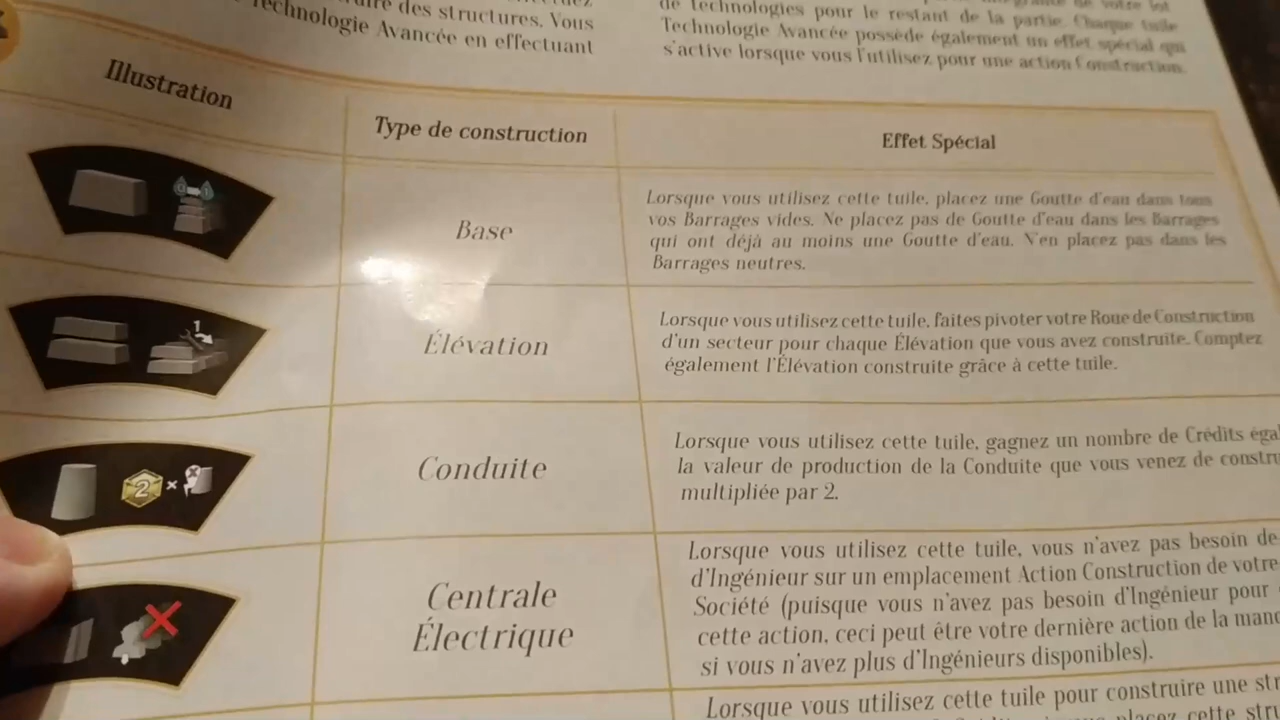 des structures. Vous
Technologie Avancée en effectuant
de technologies pour le restant de la partie. Chaque tuile
Technologie Avancée possède également un effet spécial qui
s'active lorsque vous l'utilisez pour une action Construction.
Illustration
Type de construction
Effet Spécial
0 1
Base
Lorsque vous utilisez cette tuile, placez une Goutte d'eau dans tous
vos Barrages vides. Ne placez pas de Goutte d'eau dans les Barrages
qui ont déjà au moins une Goutte d'eau. N'en placez pas dans les
Barrages neutres.
1
Élévation
Lorsque vous utilisez cette tuile, faites pivoter votre Roue de Construction
d'un secteur pour chaque Élévation que vous avez construite. Comptez
également l'Élévation construite grâce à cette tuile.
2 ×
Conduite
Lorsque vous utilisez cette tuile, gagnez un nombre de Crédits éga
la valeur de production de la Conduite que vous venez de constru
multipliée par 2.
Centrale
Électrique
Lorsque vous utilisez cette tuile, vous n'avez pas besoin de
d'Ingénieur sur un emplacement Action Construction de votre
Société (puisque vous n'avez pas besoin d'Ingénieur pour
cette action, ceci peut être votre dernière action de la manc
si vous n'avez plus d'Ingénieurs disponibles).
Lorsque vous utilisez cette tuile pour construire une str
placez cette stru